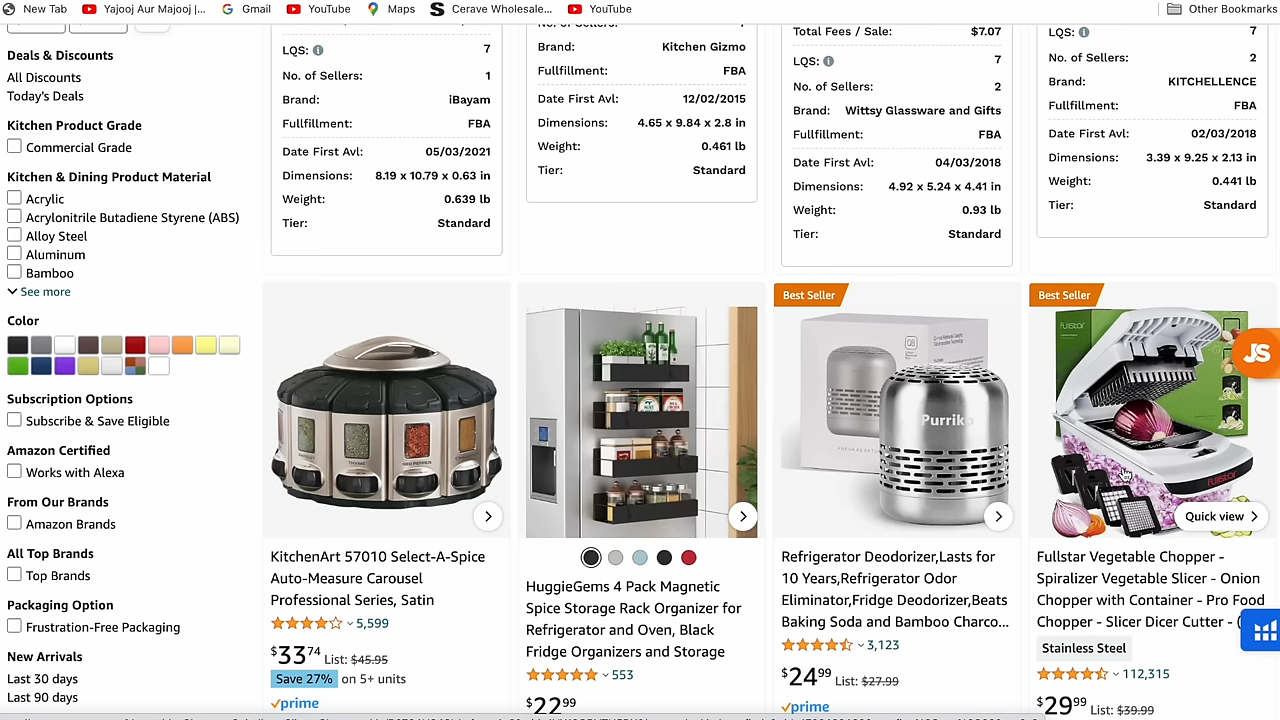 New Tab
Yajooj Aur Majooj |...
Gmail
YouTube
Maps
Cerave Wholesale...
YouTube
Other Bookmarks
Deals & Discounts
All Discounts
Today's Deals
Kitchen Product Grade
Commercial Grade
Kitchen & Dining Product Material
Acrylic
Acrylonitrile Butadiene Styrene (ABS)
Alloy Steel
Aluminum
Bamboo
See more
Color
Subscription Options
Subscribe & Save Eligible
Amazon Certified
Works with Alexa
From Our Brands
Amazon Brands
All Top Brands
Top Brands
Packaging Option
Frustration-Free Packaging
New Arrivals
Last 30 days
Last 90 days
LQS: 7
No. of Sellers: 1
Brand: iBayam
Fullfillment: FBA
Date First Avl: 05/03/2021
Dimensions: 8.19 x 10.79 x 0.63 in
Weight: 0.639 lb
Tier: Standard
Brand: Kitchen Gizmo
Fullfillment: FBA
Date First Avl: 12/02/2015
Dimensions: 4.65 x 9.84 x 2.8 in
Weight: 0.461 lb
Tier: Standard
Total Fees / Sale: $7.07
LQS: 7
No. of Sellers: 2
Brand: Wittsy Glassware and Gifts
Fullfillment: FBA
Date First Avl: 04/03/2018
Dimensions: 4.92 x 5.24 x 4.41 in
Weight: 0.93 lb
Tier: Standard
LQS: 7
No. of Sellers: 2
Brand: KITCHELLENCE
Fullfillment: FBA
Date First Avl: 02/03/2018
Dimensions: 3.39 x 9.25 x 2.13 in
Weight: 0.441 lb
Tier: Standard
KitchenArt 57010 Select-A-Spice
Auto-Measure Carousel
Professional Series, Satin
5,599
$33.74 List: $45.95
Save 27% on 5+ units
prime
HuggieGems 4 Pack Magnetic
Spice Storage Rack Organizer for
Refrigerator and Oven, Black
Fridge Organizers and Storage
553
$22.99
Best Seller
Purriko
Refrigerator Deodorizer,Lasts for
10 Years,Refrigerator Odor
Eliminator,Fridge Deodorizer,Beats
Baking Soda and Bamboo Charco...
3,123
$24.99 List: $27.99
prime
Best Seller
fullstar
fullstar
Quick view
Fullstar Vegetable Chopper -
Spiralizer Vegetable Slicer - Onion
Chopper with Container - Pro Food
Chopper - Slicer Dicer Cutter - (
Stainless Steel
112,315
$29.99 List: $39.99
JS